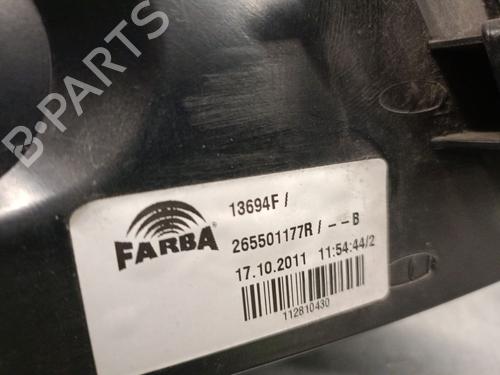 B-PARTS
FARBA
13694F /
265501177R / - - B
17.10.2011 11:54:44/2
112810430